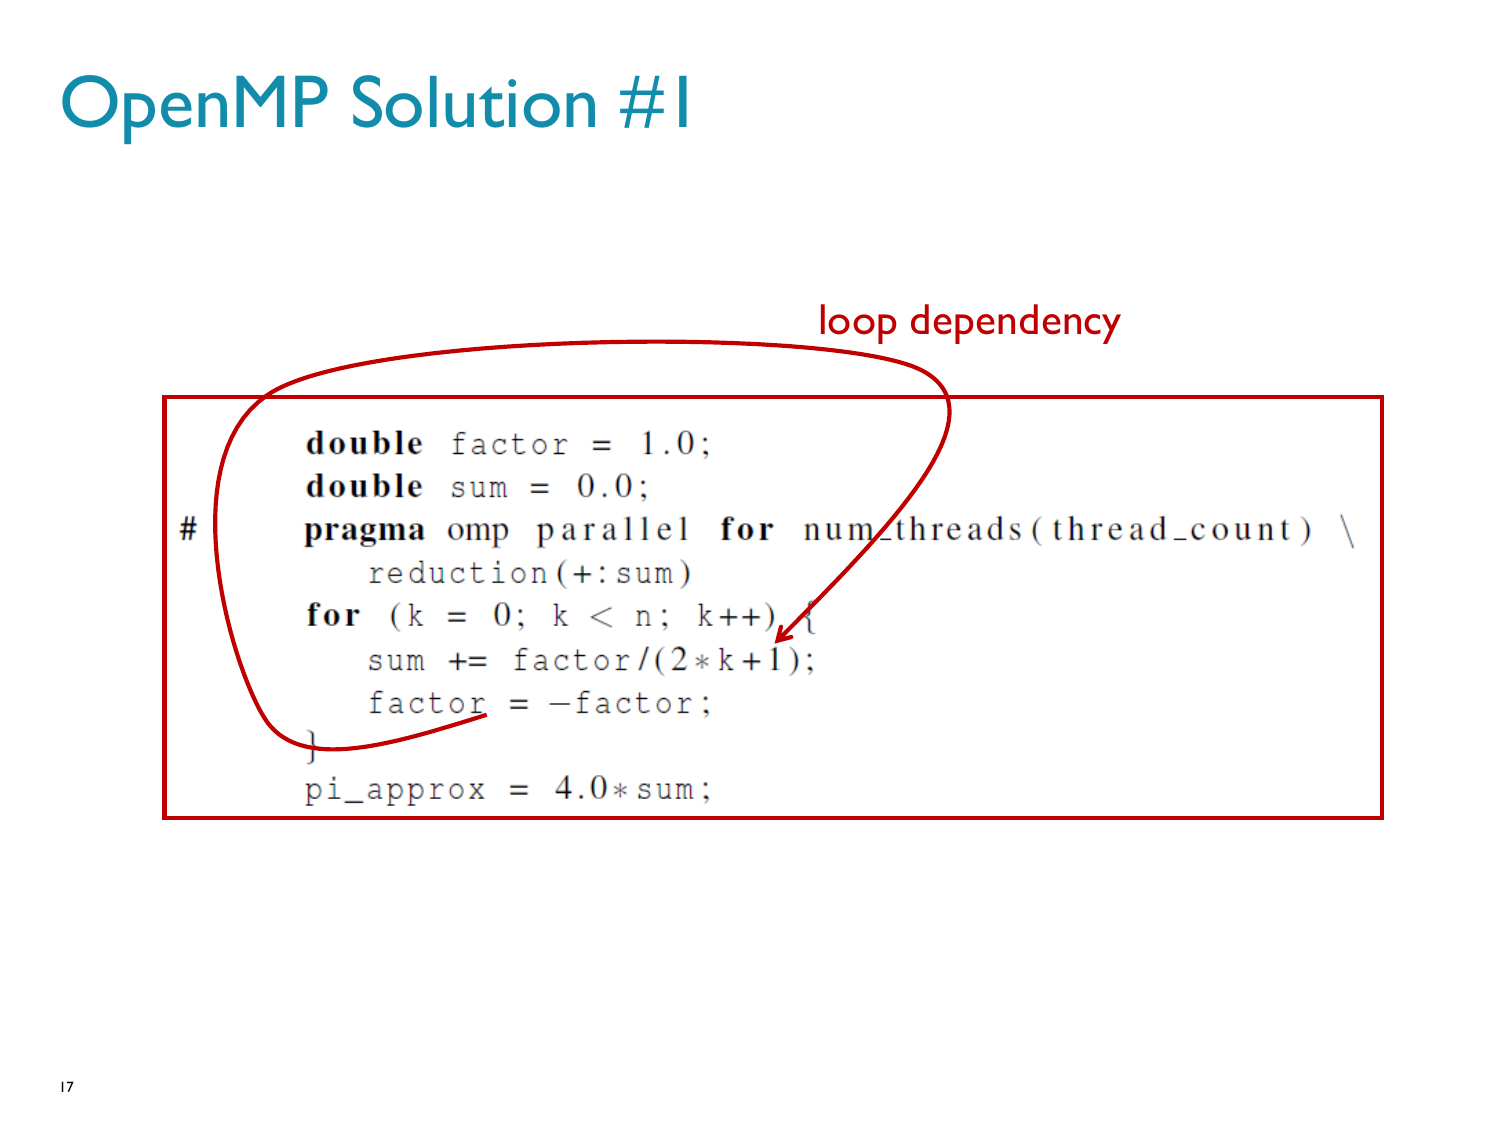 OpenMP Solution #1
loop dependency
double factor = 1.0;
double sum = 0.0;
# pragma omp parallel for num_threads(thread_count) \
reduction(+:sum)
for (k = 0; k < n; k++) {
sum += factor/(2*k+1);
factor = −factor;
}
pi_approx = 4.0*sum;
17